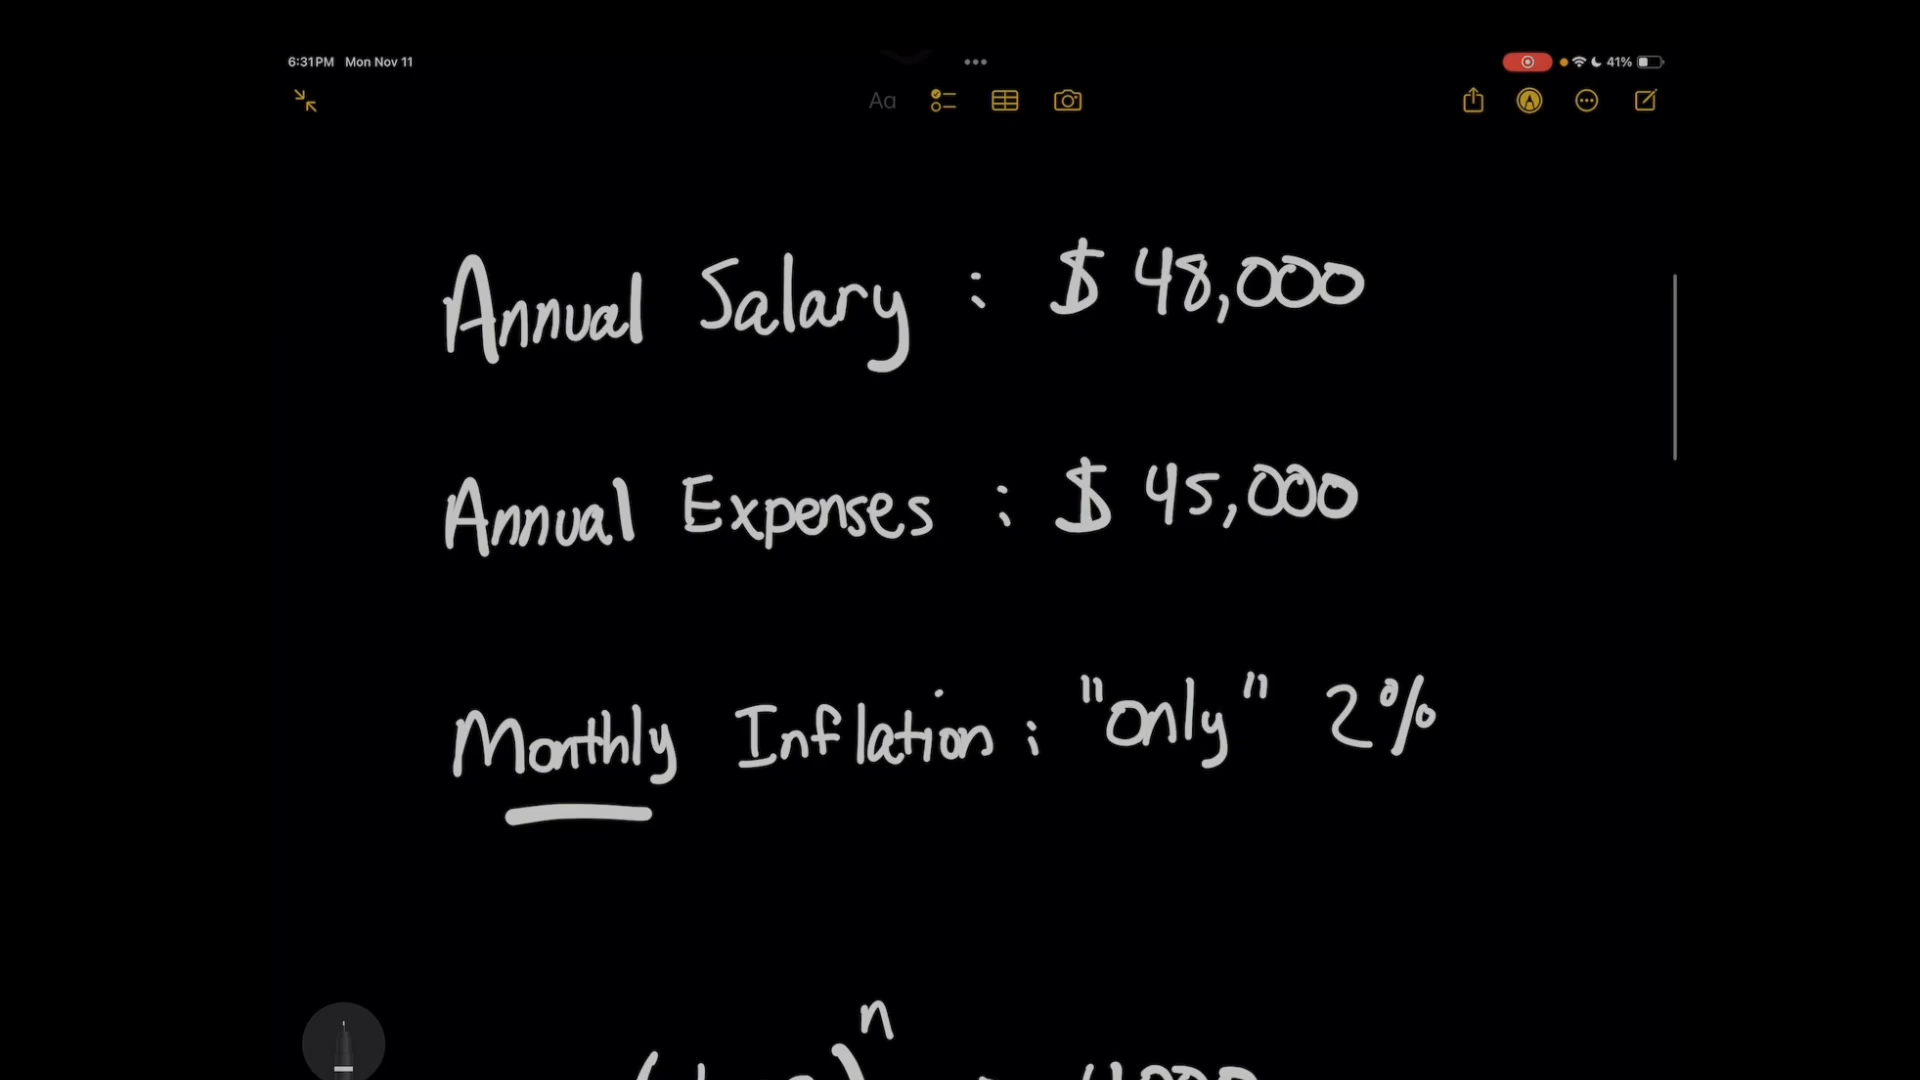 6:31PM Mon Nov 11
41%
Aa
Annual Salary : $ 48,000
Annual Expenses : $ 45,000
Monthly Inflation : "only" 2%
n